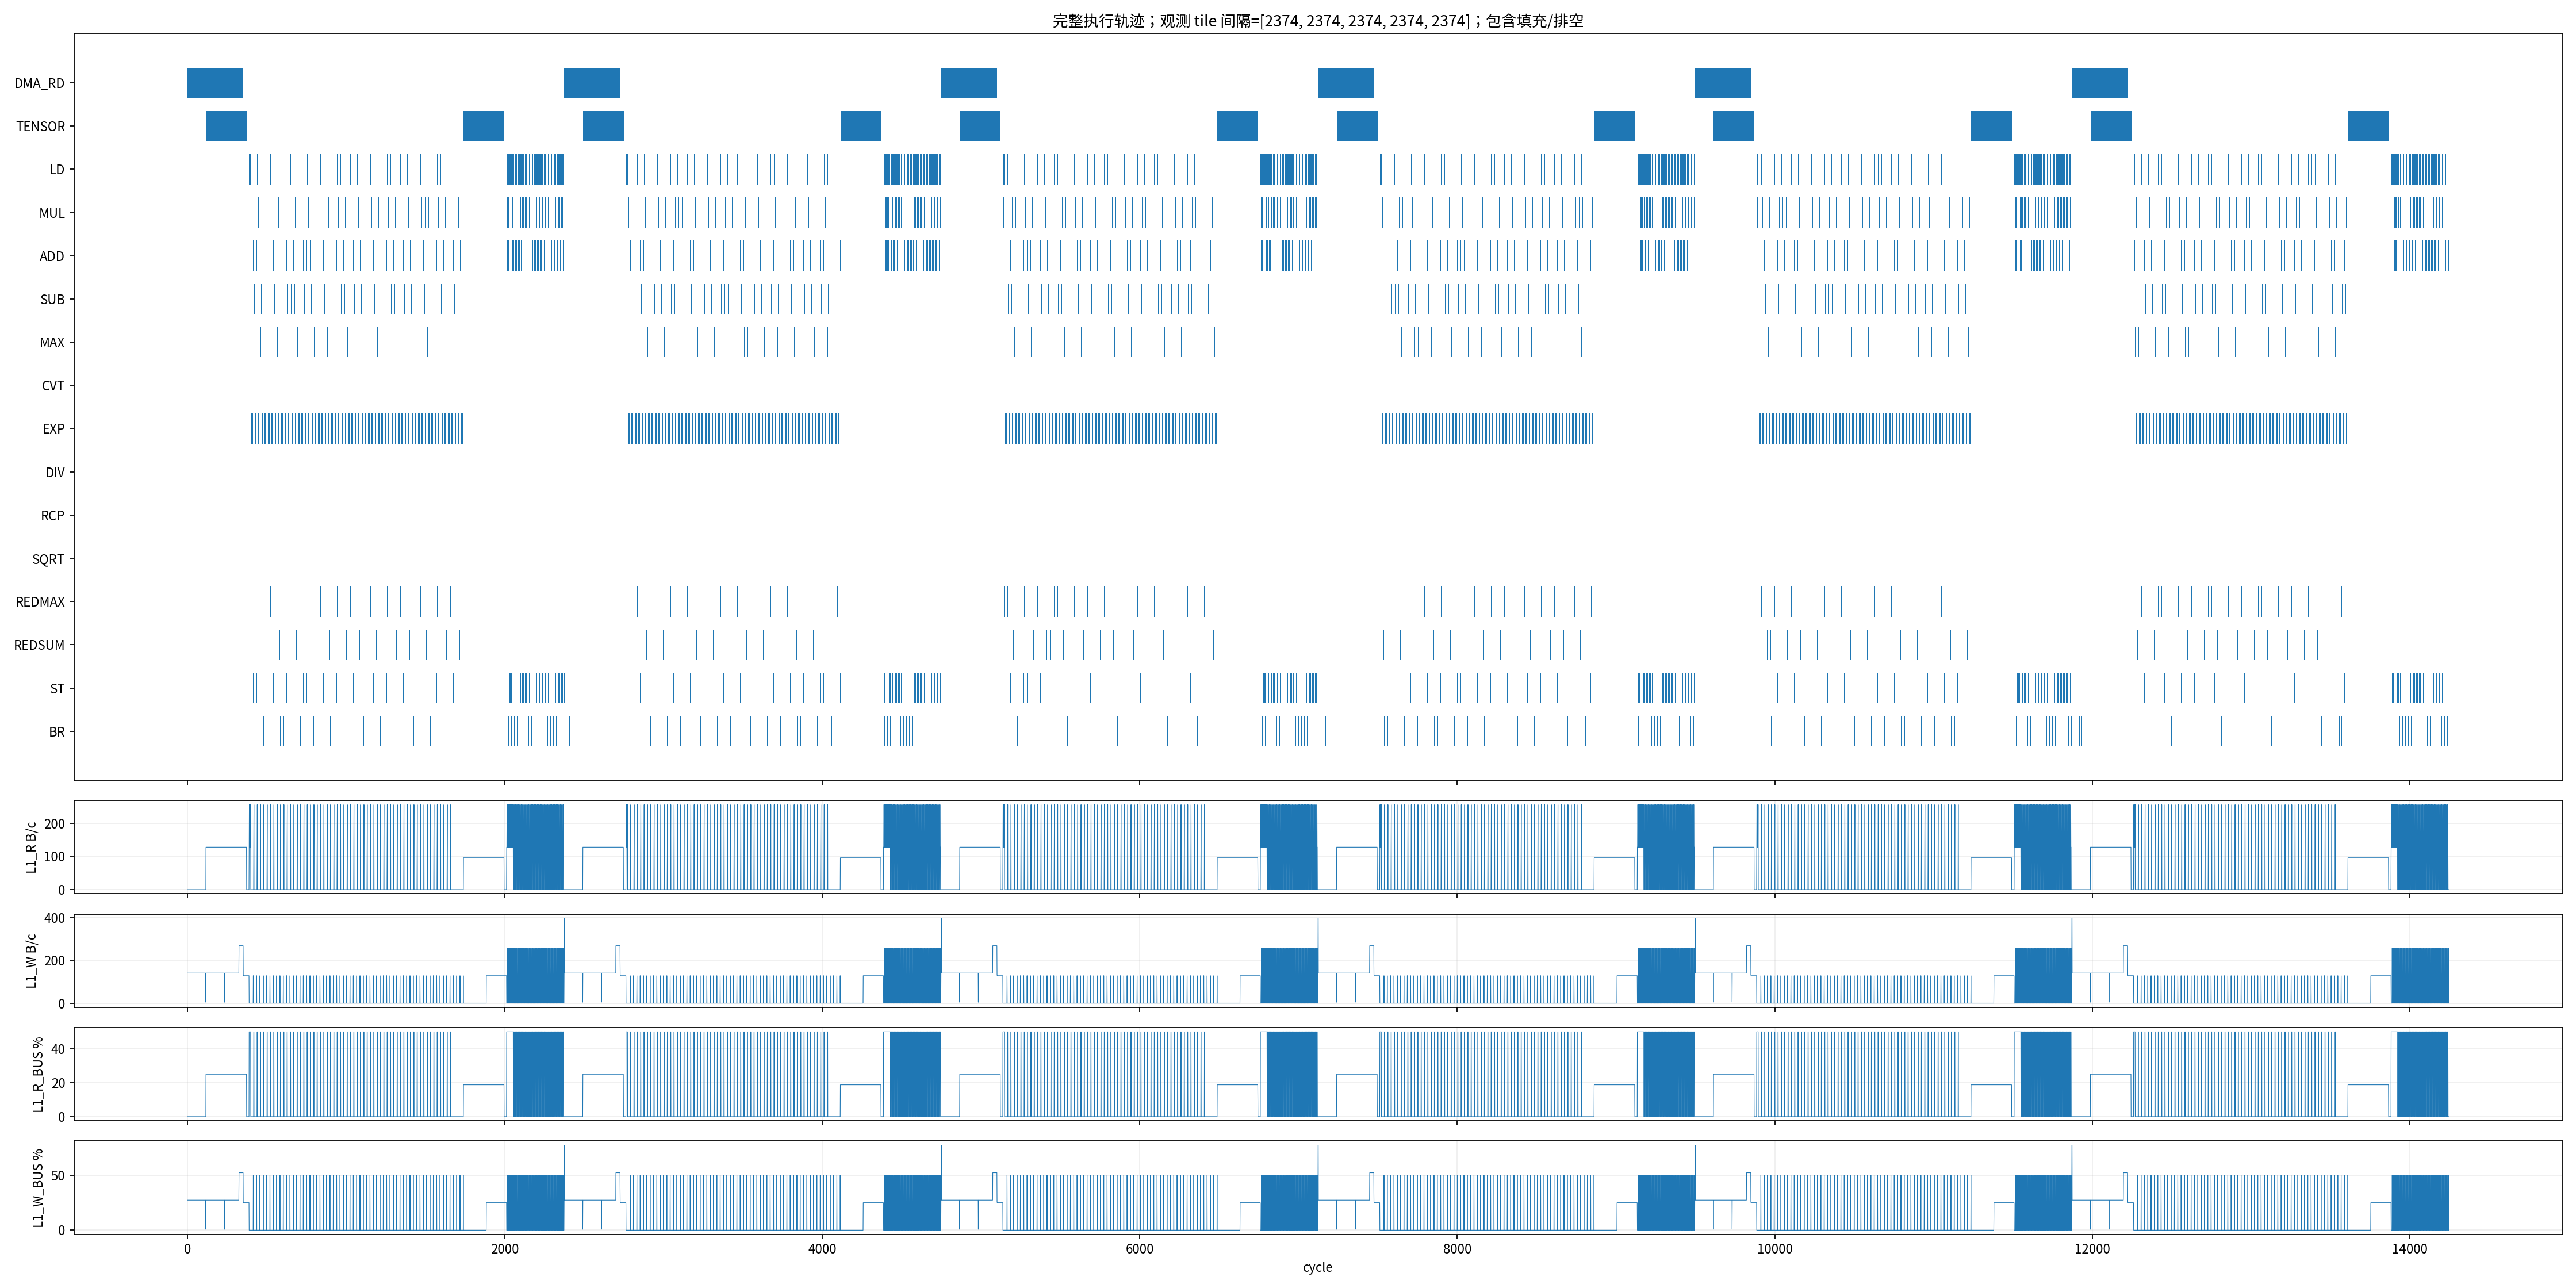 完整执行轨迹；观测 tile 间隔=[2374, 2374, 2374, 2374, 2374]；包含填充/排空
DMA_RD
TENSOR
LD
MUL
ADD
SUB
MAX
CVT
EXP
DIV
RCP
SQRT
REDMAX
REDSUM
ST
BR
L1_R B/c
200
100
0
L1_W B/c
400
200
0
L1_R_BUS %
40
20
0
L1_W_BUS %
50
0
0 2000 4000 6000 8000 10000 12000 14000
cycle